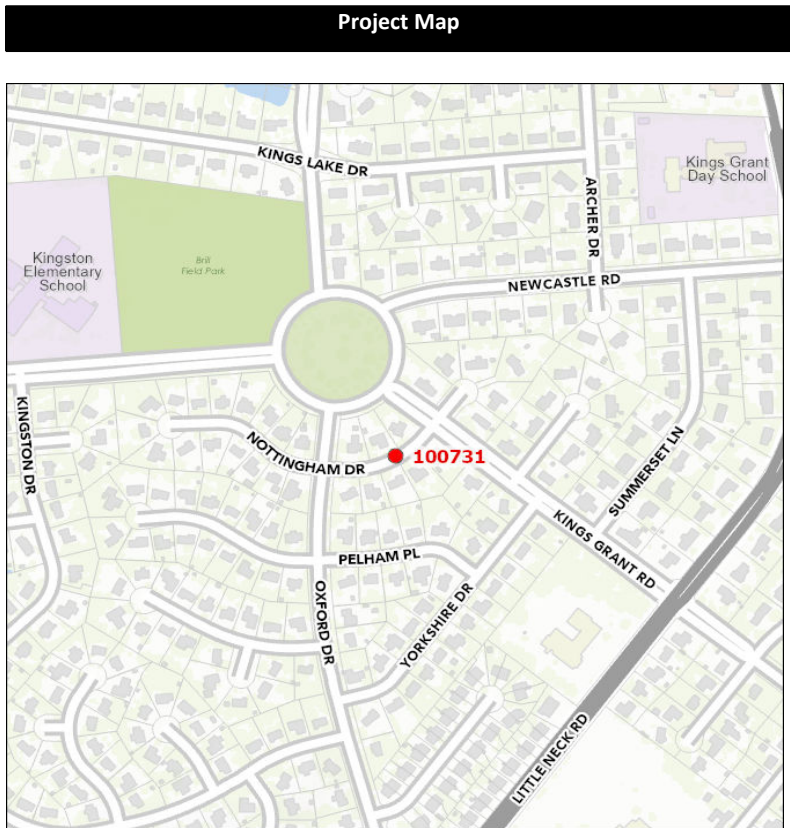 Project Map
KINGS LAKE DR
Kings Grant
Day School
ARCHER DR
Kingston
Elementary
School
Brill
Field Park
NEWCASTLE RD
KINGSTON DR
NOTTINGHAM DR
100731
SUMMERSET LN
KINGS GRANT RD
PELHAM PL
OXFORD DR
YORKSHIRE DR
LITTLE NECK RD